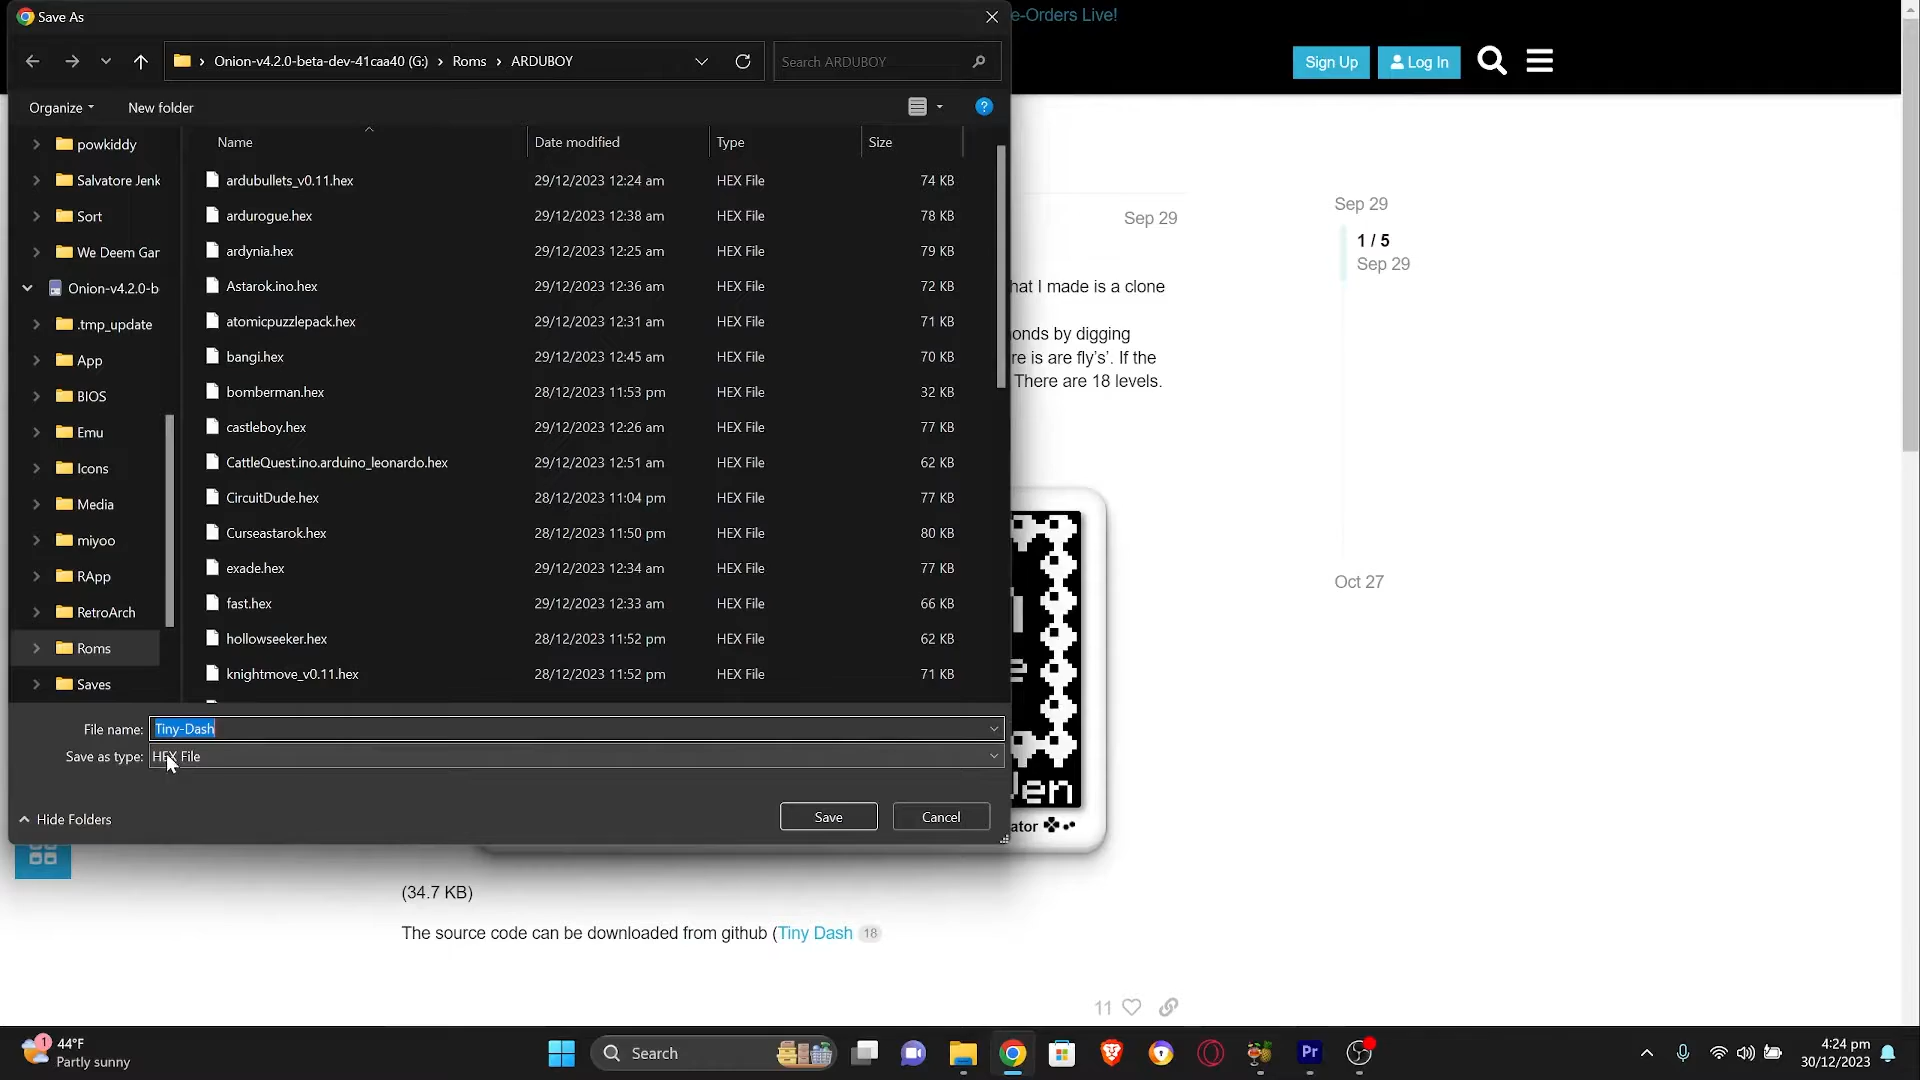 Save As
e-Orders Live!
Onion-v4.2.0-beta-dev-41caa40 (G:) › Roms › ARDUBOY
Search ARDUBOY
Sign Up
Log In
Organize
New folder
Name
Date modified
Type
Size
powkiddy
Salvatore Jenk
Sort
We Deem Gar
Onion-v4.2.0-b
.tmp_update
App
BIOS
Emu
Icons
Media
miyoo
RApp
RetroArch
Roms
Saves
ardubullets_v0.11.hex 29/12/2023 12:24 am HEX File 74 KB
ardurogue.hex 29/12/2023 12:38 am HEX File 78 KB
ardynia.hex 29/12/2023 12:25 am HEX File 79 KB
Astarok.ino.hex 29/12/2023 12:36 am HEX File 72 KB
atomicpuzzlepack.hex 29/12/2023 12:31 am HEX File 71 KB
bangi.hex 29/12/2023 12:45 am HEX File 70 KB
bomberman.hex 28/12/2023 11:53 pm HEX File 32 KB
castleboy.hex 29/12/2023 12:26 am HEX File 77 KB
CattleQuest.ino.arduino_leonardo.hex 29/12/2023 12:51 am HEX File 62 KB
CircuitDude.hex 28/12/2023 11:04 pm HEX File 77 KB
Curseastarok.hex 28/12/2023 11:50 pm HEX File 80 KB
exade.hex 29/12/2023 12:34 am HEX File 77 KB
fast.hex 29/12/2023 12:33 am HEX File 66 KB
hollowseeker.hex 28/12/2023 11:52 pm HEX File 62 KB
knightmove_v0.11.hex 28/12/2023 11:52 pm HEX File 71 KB
File name: Tiny-Dash
Save as type: HEX File
Hide Folders
Save
Cancel
Sep 29
hat I made is a clone
onds by digging
re is are fly's'. If the
There are 18 levels.
Sep 29
1 / 5
Sep 29
Oct 27
ator
(34.7 KB)
The source code can be downloaded from github (Tiny Dash 18
11
1
44°F
Partly sunny
Search
Pr
4:24 pm
30/12/2023